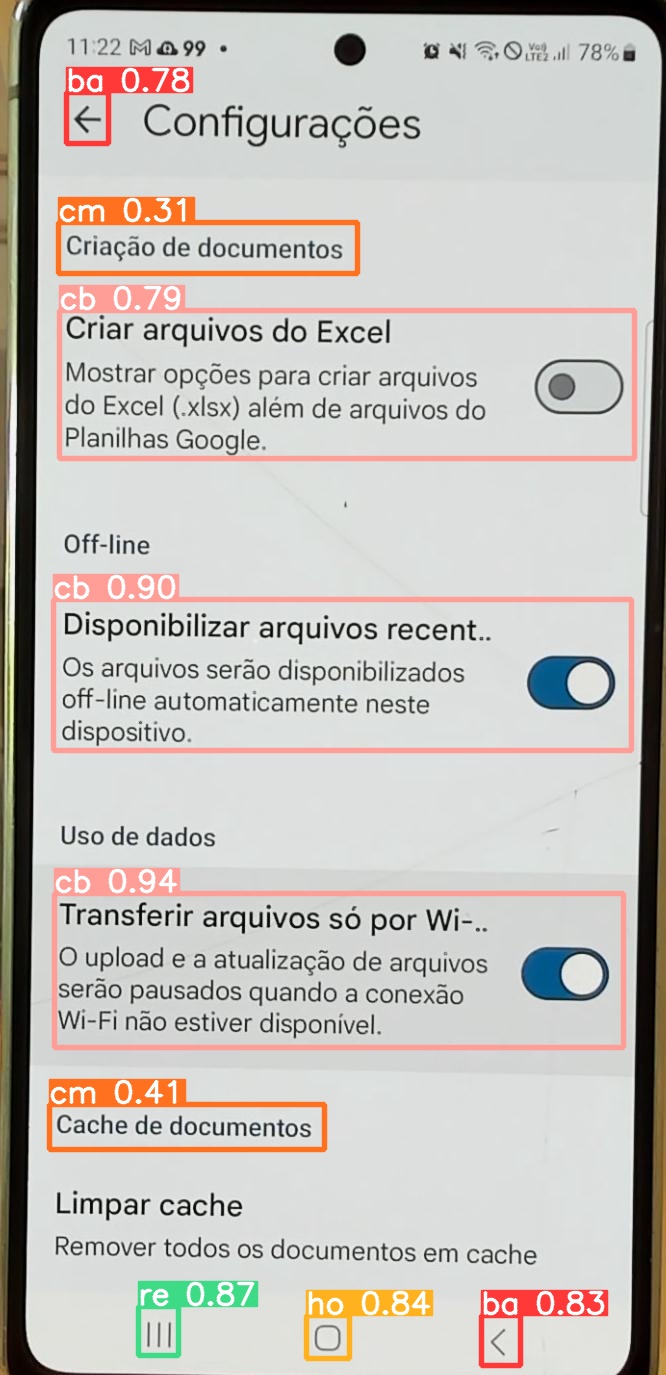 11:22 M 99 •
Vo)) LTE2 78%
ba 0.78
← Configurações
cm 0.31
Criação de documentos
cb 0.79
Criar arquivos do Excel
Mostrar opções para criar arquivos
do Excel (.xlsx) além de arquivos do
Planilhas Google.
Off-line
cb 0.90
Disponibilizar arquivos recent..
Os arquivos serão disponibilizados
off-line automaticamente neste
dispositivo.
Uso de dados
cb 0.94
Transferir arquivos só por Wi-..
O upload e a atualização de arquivos
serão pausados quando a conexão
Wi-Fi não estiver disponível.
cm 0.41
Cache de documentos
Limpar cache
Remover todos os documentos em cache
re 0.87 ho 0.84 ba 0.83